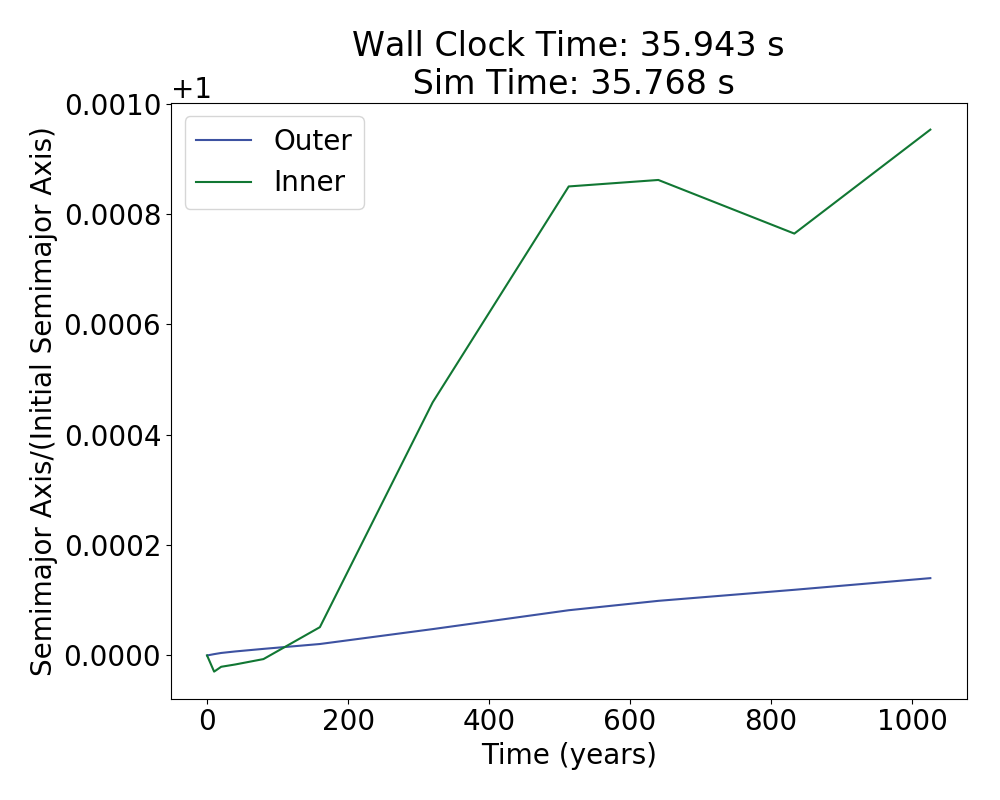 Wall Clock Time: 35.943 s
Sim Time: 35.768 s
+1
0.0010
0.0008
0.0006
0.0004
0.0002
0.0000
Semimajor Axis/(Initial Semimajor Axis)
Outer
Inner
0 200 400 600 800 1000
Time (years)